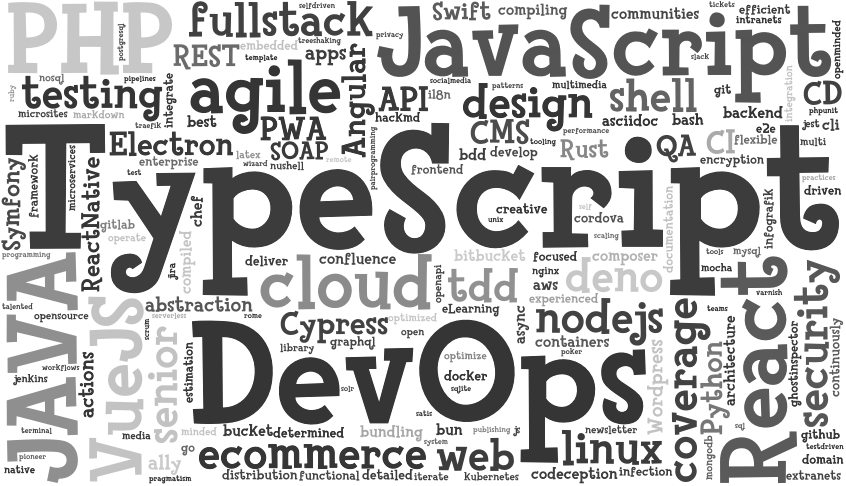 PHP
postgresql
fullstack
selfdriven
Swift
compiling
communities
tickets
efficient
intranets
JavaScript
openminded
REST
embedded
treeshaking
template
apps
privacy
slack
nosql
pipelines
ruby
testing
integrate
agile
Angular
socialmedia
patterns
multimedia
API
i18n
design
shell
git
integration
CD
microsites
markdown
best
hackmd
asciidoc
bash
backend
phpunit
traefik
PWA
CMS
performance
tooling
e2e
jest
cli
Electron
SOAP
pairprogramming
bdd
develop
Rust
QA
CI
flexible
multi
enterprise
latex
wizard
nushell
remote
frontend
encryption
Symfony
framework
microservices
ReactNative
test
TypeScript
practices
driven
gitlab
operate
chef
creative
unix
self
cordova
scaling
documentation
infografik
programming
jira
compiled
deliver
confluence
bitbucket
focused
composer
tools
mysql
JAVA
cloud
openapi
tdd
nginx
aws
deno
mocha
talented
opensource
VueJS
abstraction
eLearning
experienced
varnish
React
security
scrum
serverless
rome
Cypress
optimized
async
nodejs
coverage
teams
senior
estimation
library
graphql
open
containers
Wordpress
Python
architecture
ghostinspector
continuously
workflows
jenkins
actions
DevOps
optimize
docker
sqlite
solr
poker
satis
terminal
media
minded
bucket
determined
bundling
bun
publishing
js
newsletter
mongodb
sql
github
testdriven
pioneer
native
ally
go
pragmatism
ecommerce
system
web
linux
domain
distribution
functional
detailed
iterate
kubernetes
codeception
infection
extranets